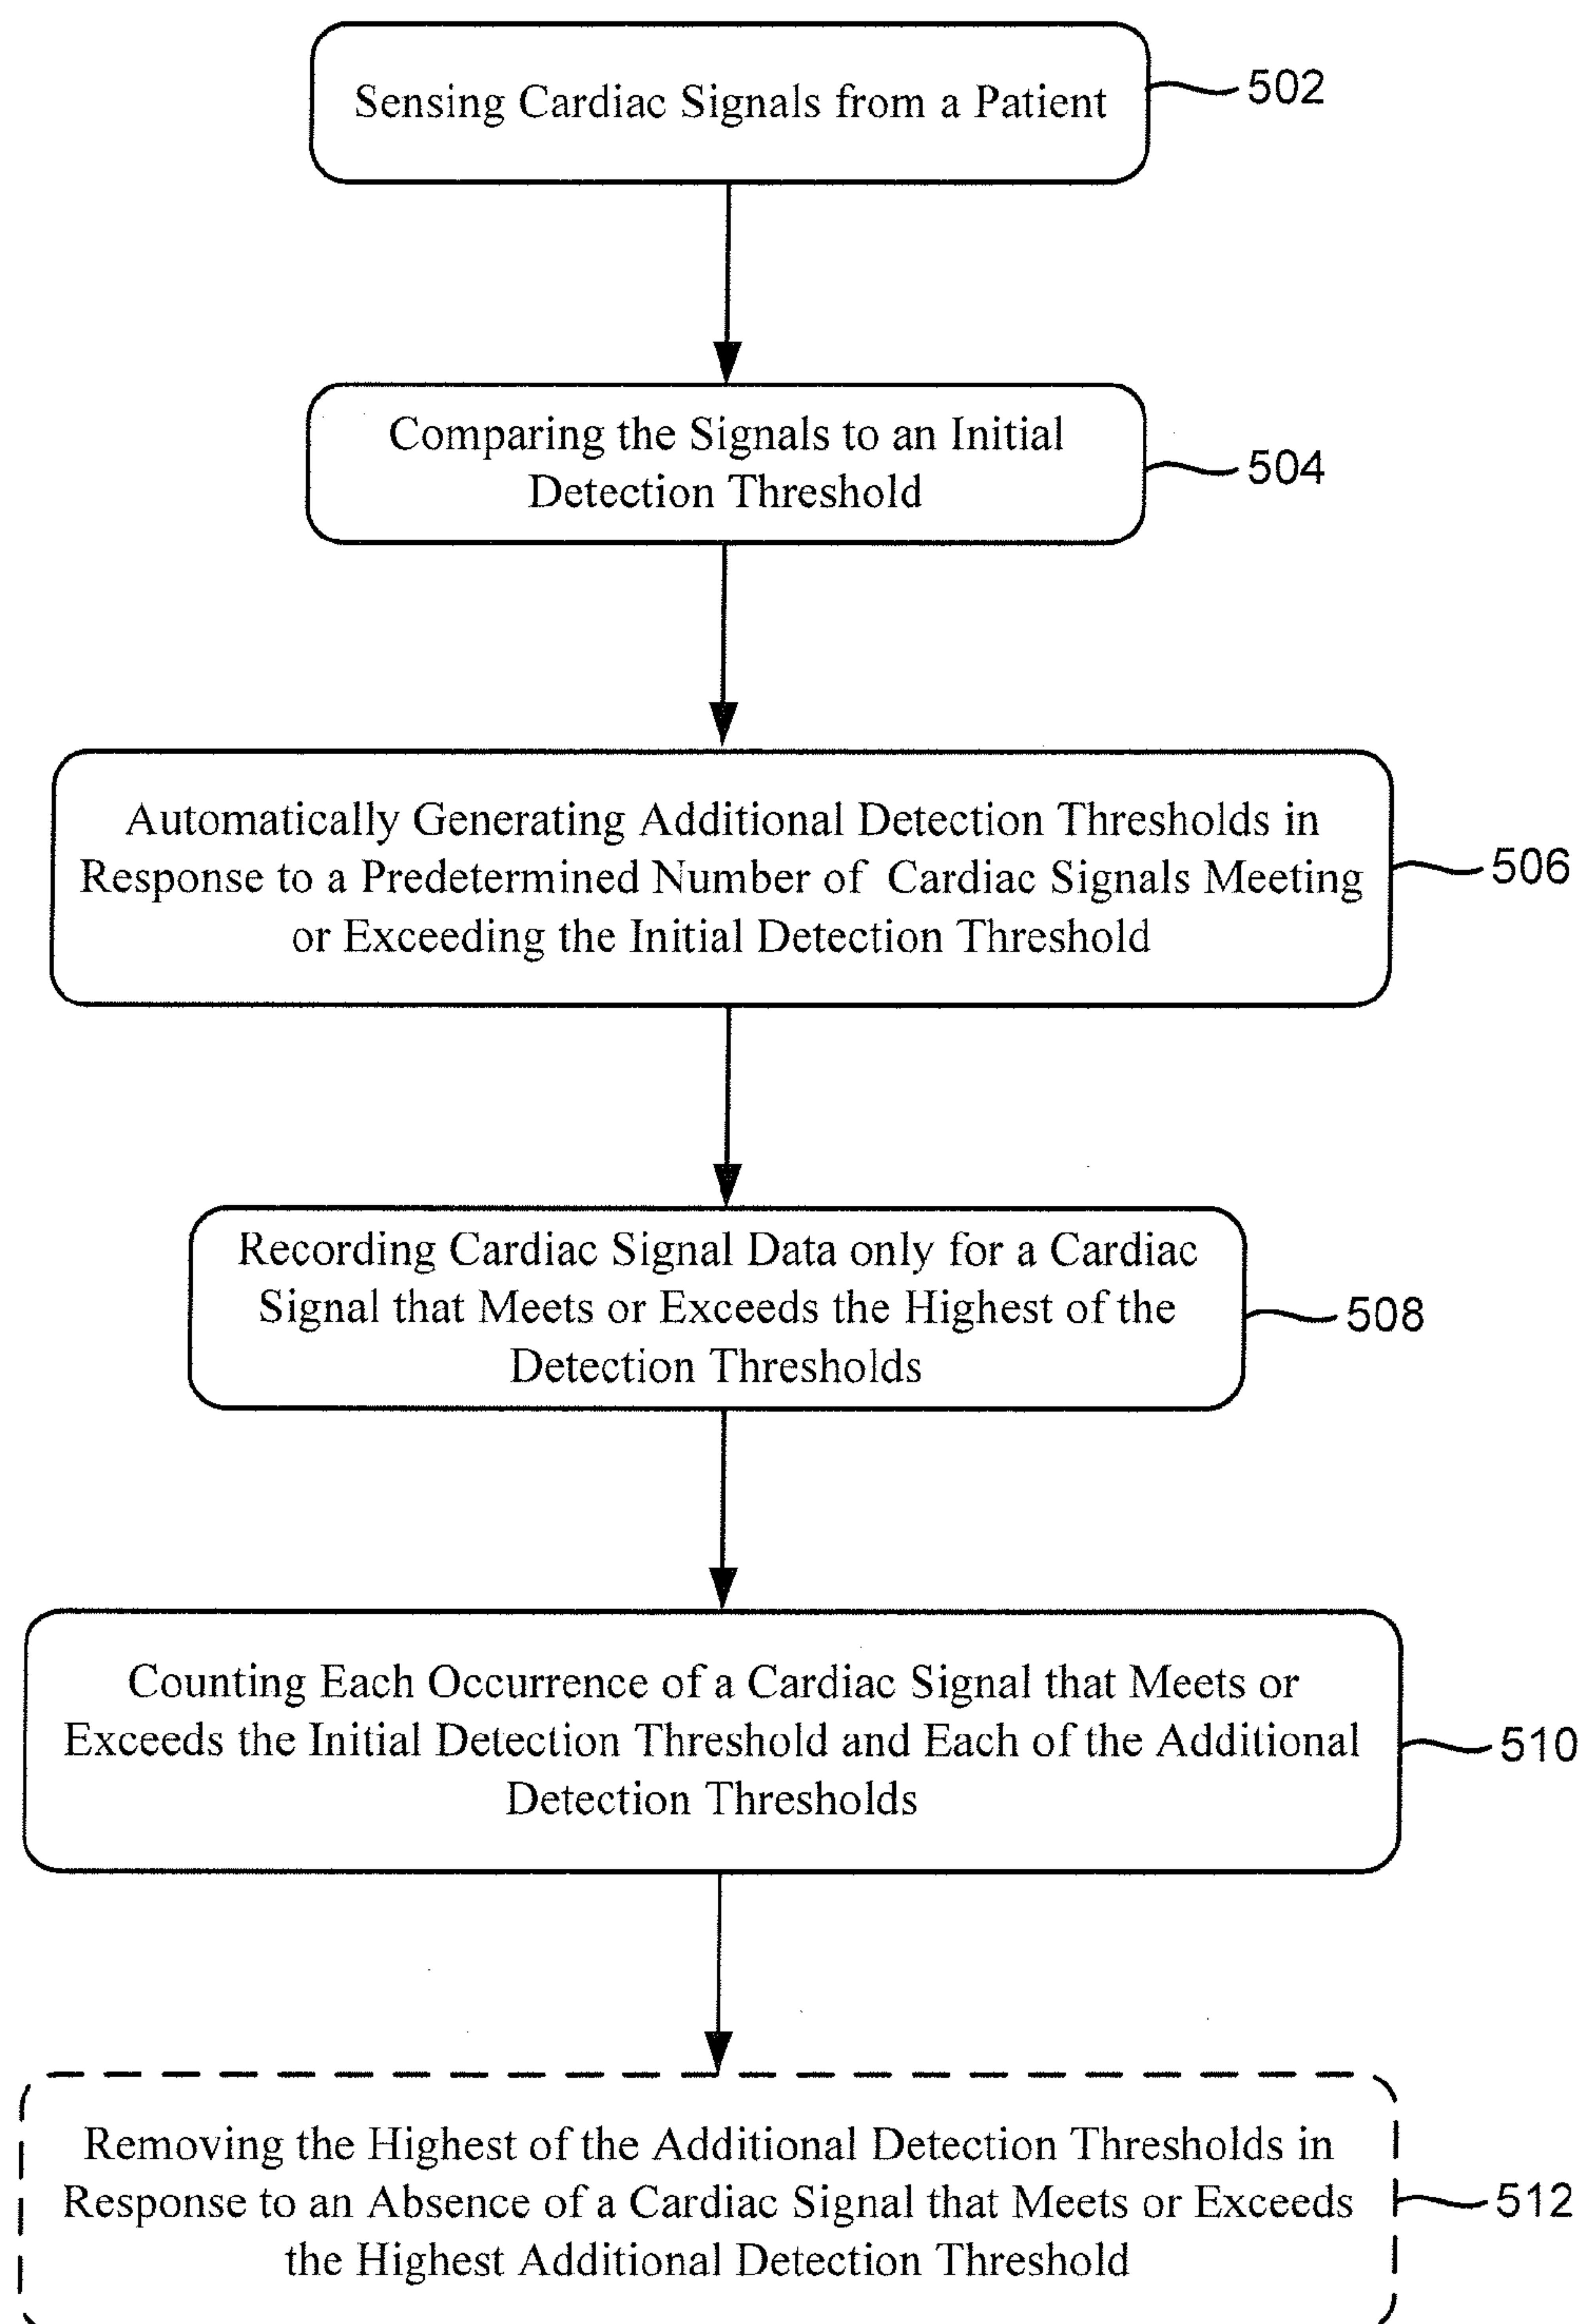 Sensing Cardiac Signals from a Patient
502
Comparing the Signals to an Initial
Detection Threshold
504
Automatically Generating Additional Detection Thresholds in
Response to a Predetermined Number of Cardiac Signals Meeting
or Exceeding the Initial Detection Threshold
506
Recording Cardiac Signal Data only for a Cardiac
Signal that Meets or Exceeds the Highest of the
Detection Thresholds
508
Counting Each Occurrence of a Cardiac Signal that Meets or
Exceeds the Initial Detection Threshold and Each of the Additional
Detection Thresholds
510
Removing the Highest of the Additional Detection Thresholds in
Response to an Absence of a Cardiac Signal that Meets or Exceeds
the Highest Additional Detection Threshold
512